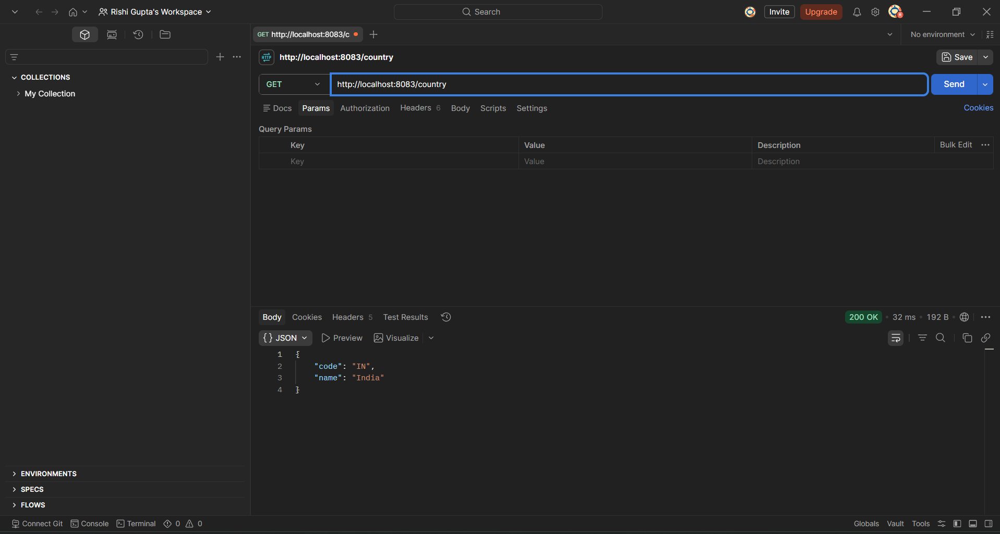 Rishi Gupta's Workspace
Search
Invite
Upgrade
R
GET http://localhost:8083/c
No environment
HTTP
http://localhost:8083/country
Save
GET
http://localhost:8083/country
Send
Docs Params Authorization Headers 6 Body Scripts Settings
Cookies
Query Params
Key Value Description Bulk Edit
Key Value Description
COLLECTIONS
My Collection
Body Cookies Headers 5 Test Results
200 OK • 32 ms • 192 B •
{ } JSON Preview Visualize
1 {
2 "code": "IN",
3 "name": "India"
4 }
ENVIRONMENTS
SPECS
FLOWS
Connect Git Console Terminal 0 0
Globals Vault Tools